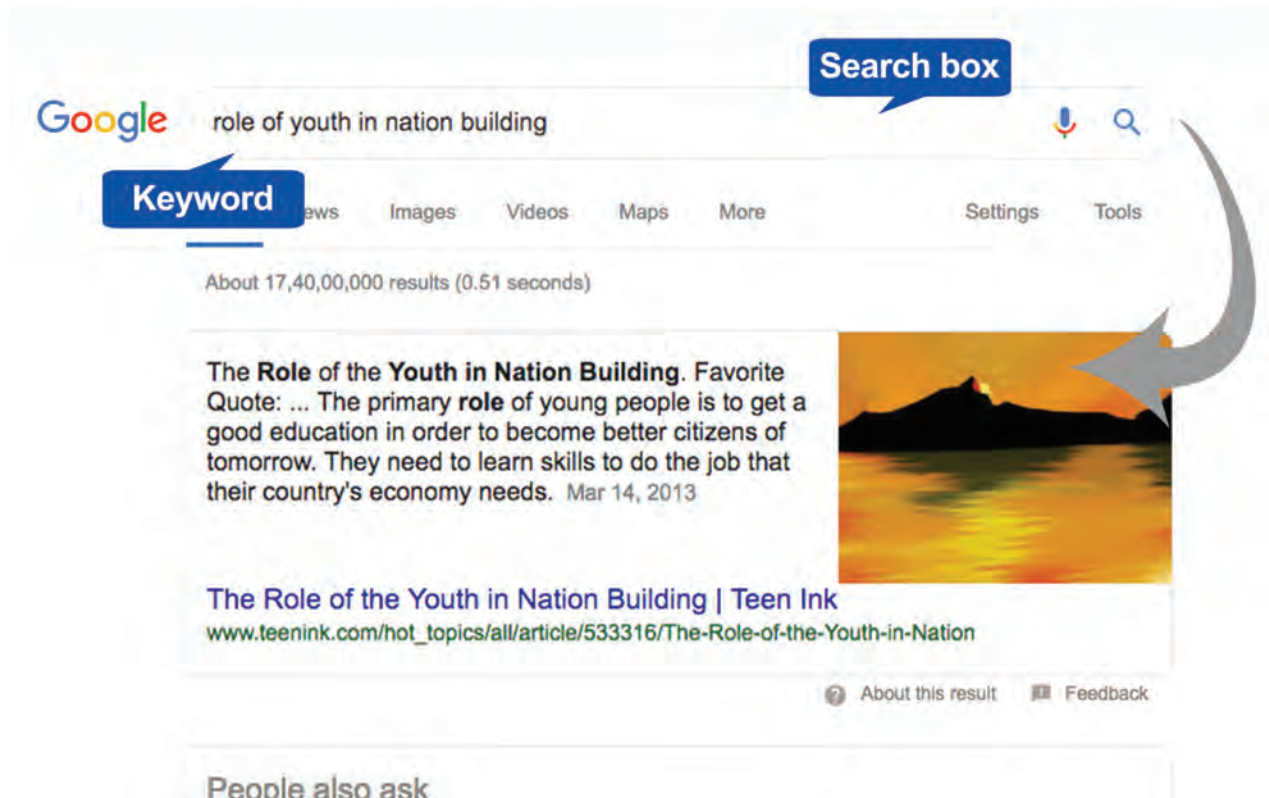 Search box
Google role of youth in nation building
Keyword
ews Images Videos Maps More Settings Tools
About 17,40,00,000 results (0.51 seconds)
The Role of the Youth in Nation Building. Favorite
Quote: ... The primary role of young people is to get a
good education in order to become better citizens of
tomorrow. They need to learn skills to do the job that
their country's economy needs. Mar 14, 2013
The Role of the Youth in Nation Building | Teen Ink
www.teenink.com/hot_topics/all/article/533316/The-Role-of-the-Youth-in-Nation
About this result Feedback
People also ask